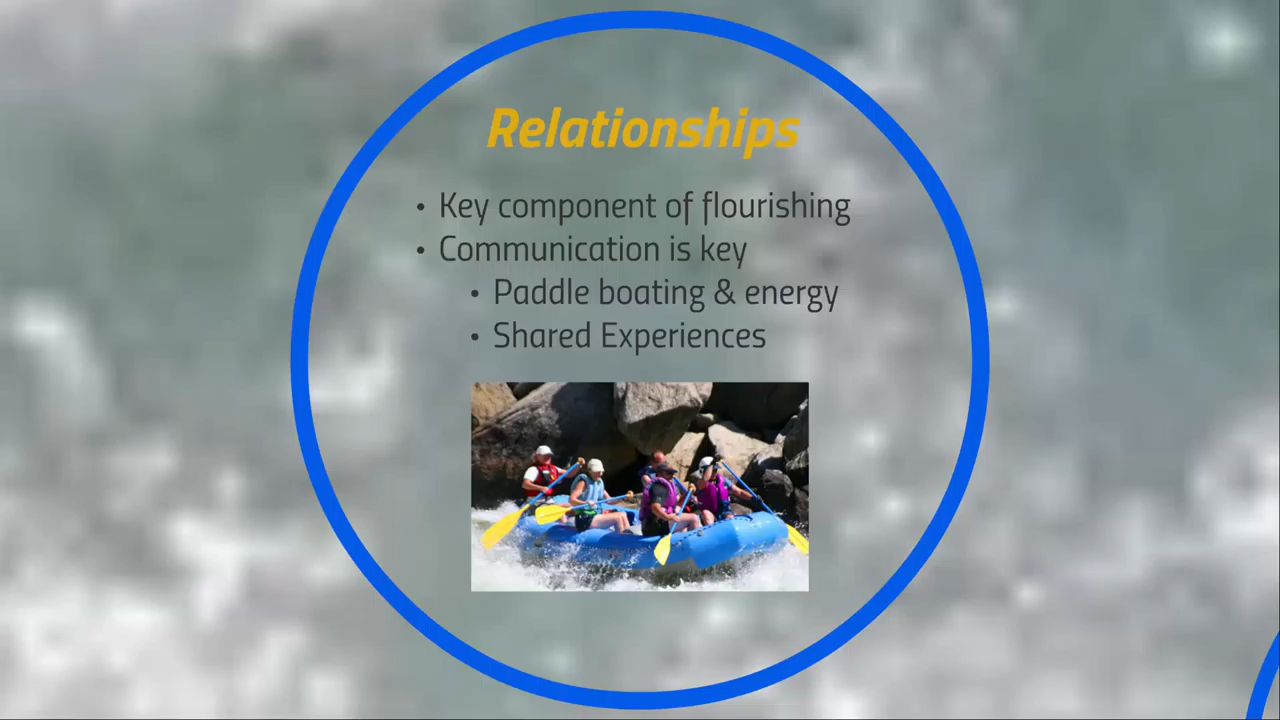 Relationships
• Key component of flourishing
• Communication is key
• Paddle boating & energy
• Shared Experiences